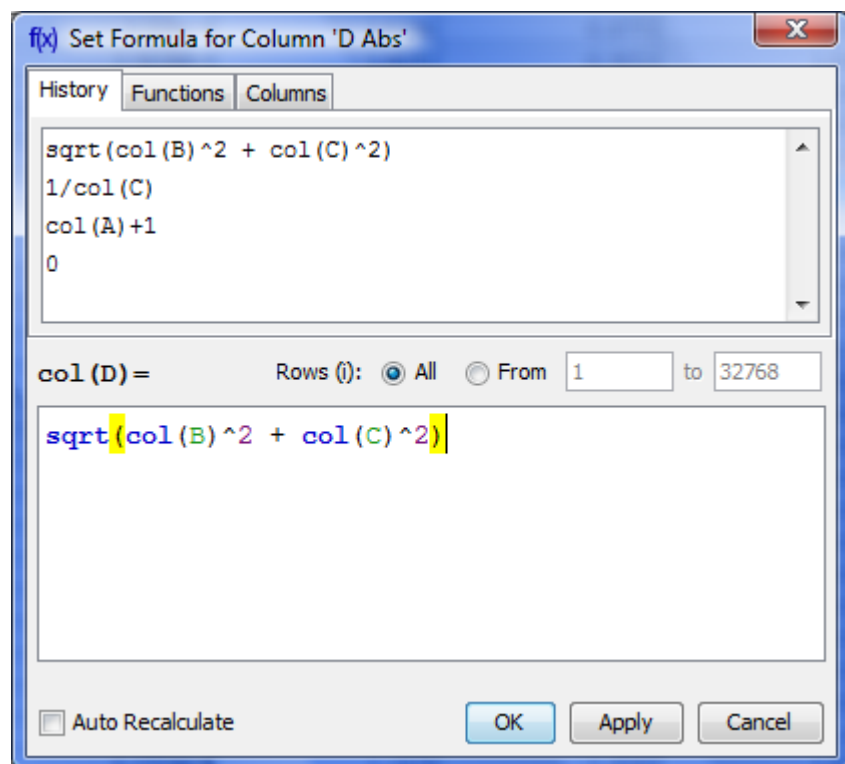 f(x) Set Formula for Column 'D Abs'
History Functions Columns
sqrt(col(B)^2 + col(C)^2)
1/col(C)
col(A)+1
0
col(D)= Rows (i): All From 1 to 32768
sqrt(col(B)^2 + col(C)^2)
Auto Recalculate OK Apply Cancel